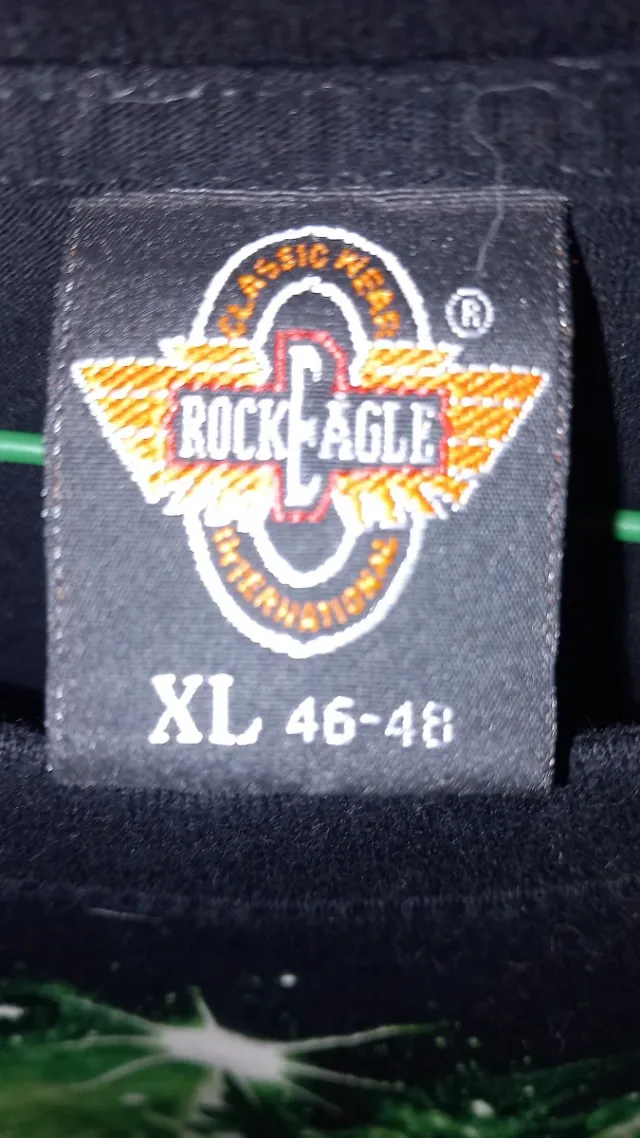 CLASSIC WEAR
®
ROCK EAGLE
INTERNATIONAL
XL 46-48